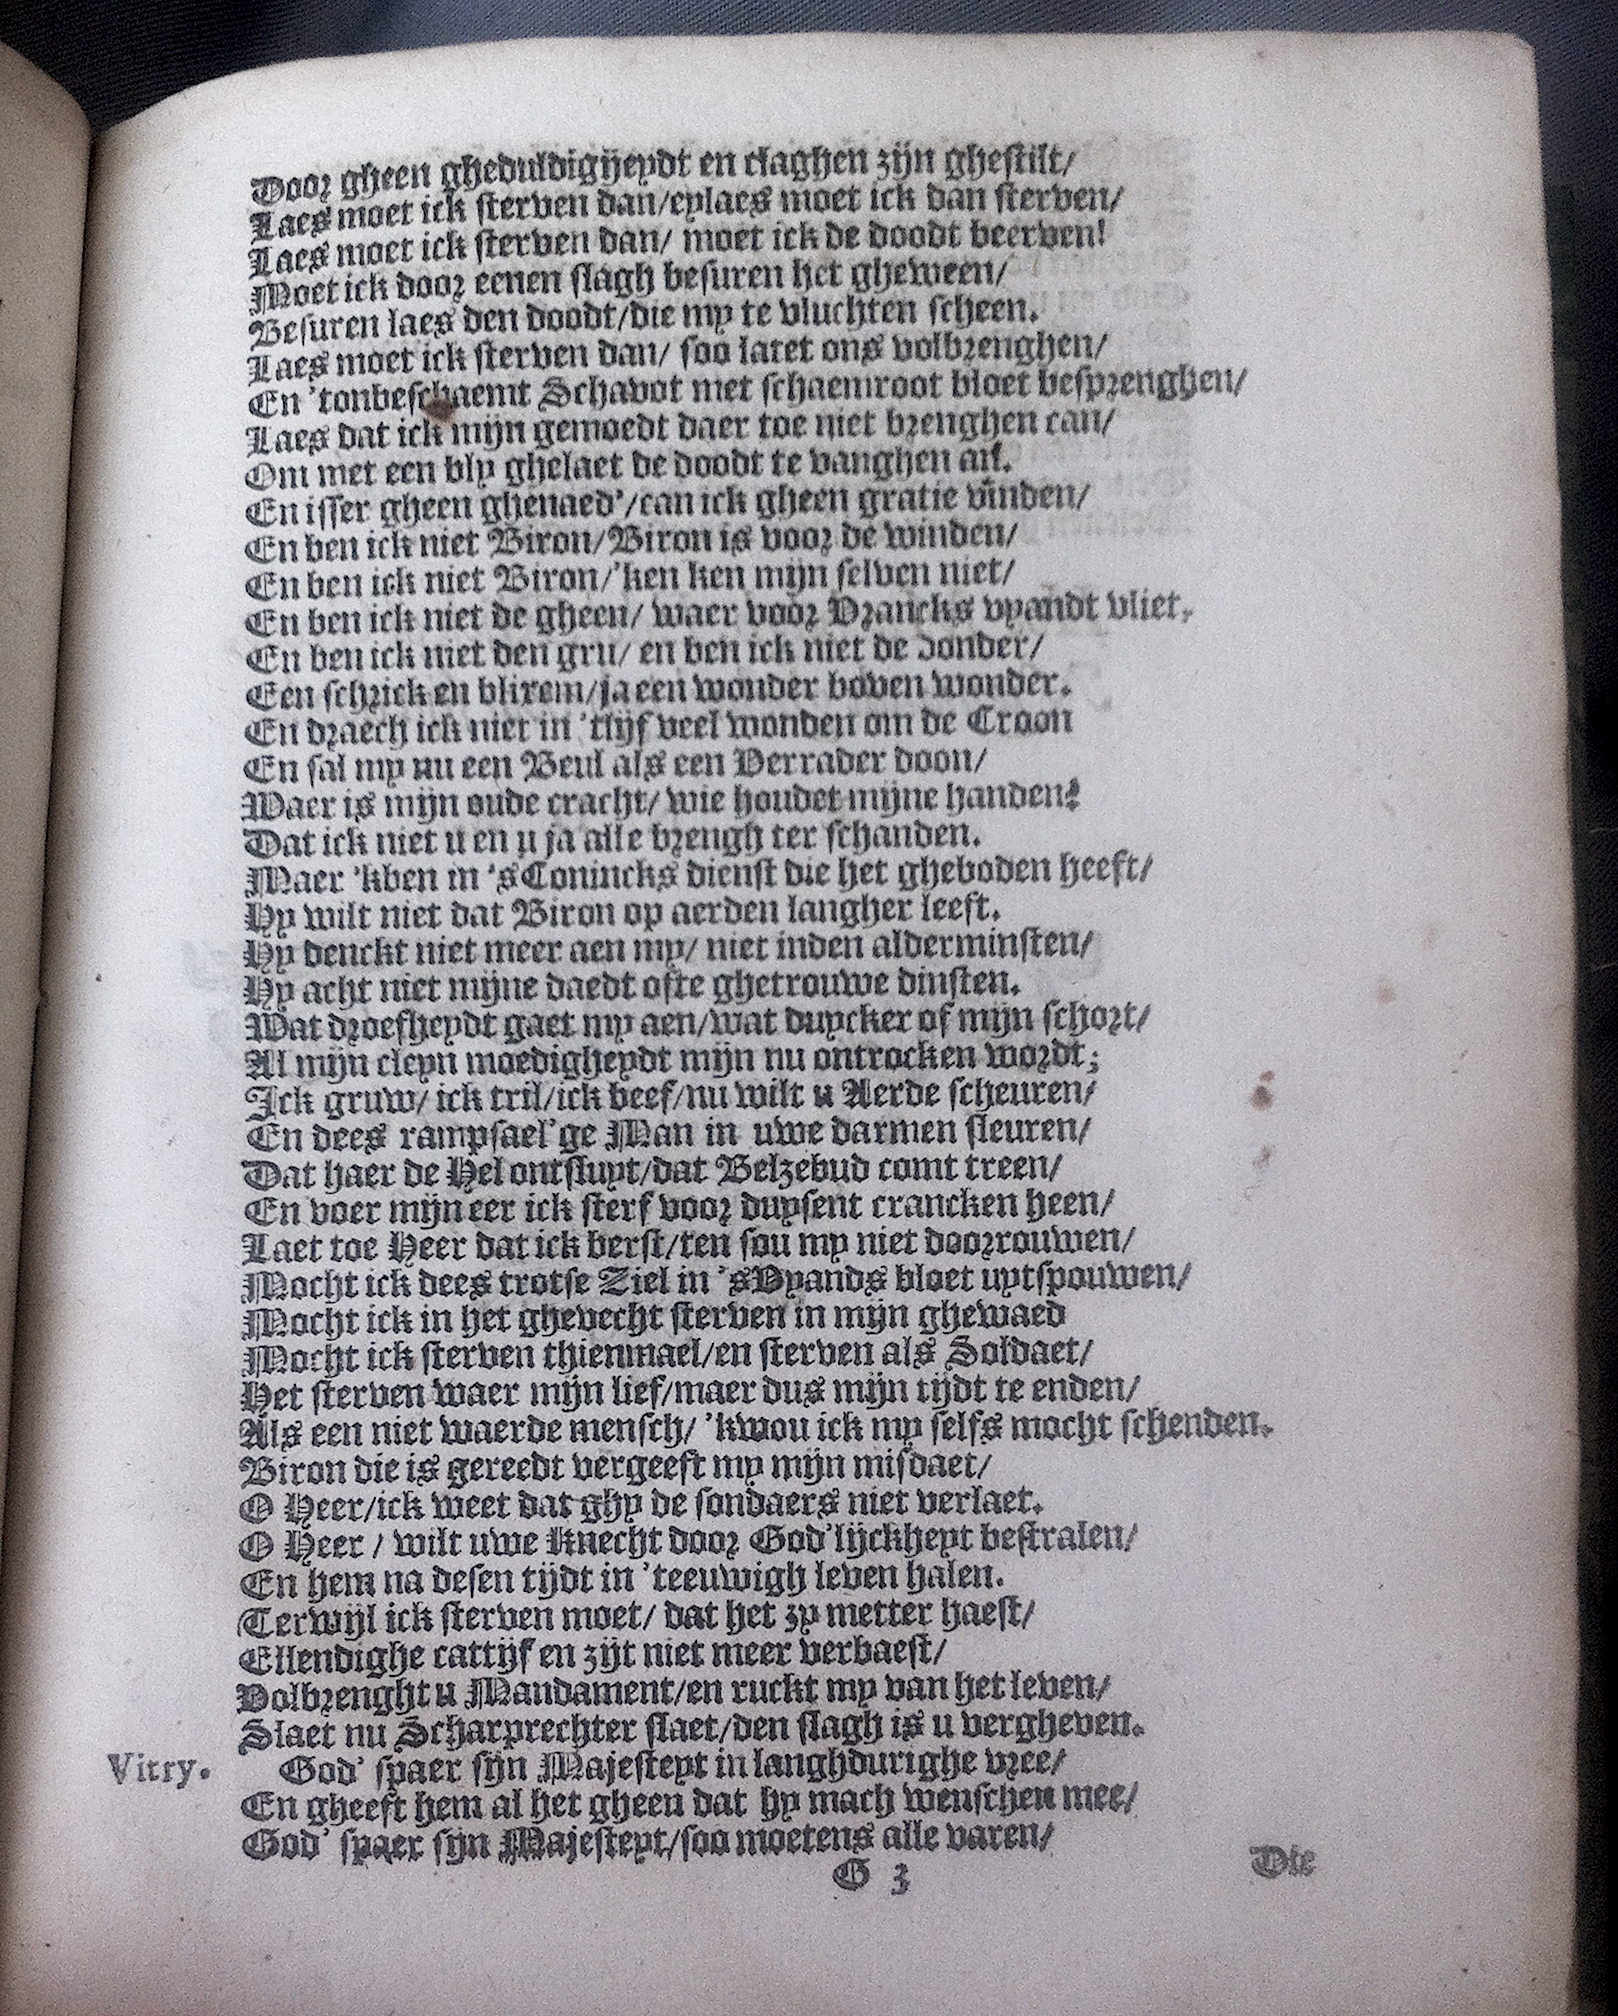 Door gheen gheduldigheydt en claghen zijn ghestilt/
Laes moet ick sterven dan/eylaes moet ick dan sterven/
Laes moet ick sterven dan/ moet ick de doodt beerven!
Moet ick door eenen slagh besuren het gheween/
Besuren laes den doodt/die my te vluchten scheen.
Laes moet ick sterven dan/ soo latet ons volbrenghen/
En 'tonbeschaemt Schavot met schaemroot bloet besprenghen/
Laes dat ick mijn gemoedt daer toe niet brenghen can/
Om met een bly ghelaet de doodt te vanghen an.
En isser gheen ghenaed'/can ick gheen gratie vinden/
En ben ick niet Biron/Biron is voor de winden/
En ben ick niet Biron/'ken ken mijn selven niet/
En ben ick niet de gheen/ waer voor Vrancks vyandt vliet,
En ben ick niet den gru/ en ben ick niet de donder/
Een schrick en blixem/ja een wonder boven wonder.
En draech ick niet in 'tlijf veel wonden om de Croon
En sal my nu een Beul als een Verrader doon/
Waer is mijn oude cracht/ wie houdet mijne handen?
Dat ick niet u en u ja alle brengh ter schanden.
Maer 'kben in 'sConincks dienst die het gheboden heeft/
Hy wilt niet dat Biron op aerden langher leeft.
Hy denckt niet meer aen my/ niet inden alderminsten/
Hy acht niet mijne daedt ofte ghetrouwe dinsten.
Wat droefheydt gaet my aen/wat duycker of mijn schort/
Al mijn cleyn moedigheydt mijn nu ontrocken wordt;
Ick gruw/ ick tril/ick beef/nu wilt u Aerde scheuren/
En dees rampsael'ge Man in uwe darmen sleuren/
Dat haer de Hel ontsluyt/dat Belzebud comt treen/
En voer mijn eer ick sterf voor duysent crancken heen/
Laet toe Heer dat ick berst/ten sou my niet doorrouwen/
Mocht ick dees trotse Ziel in 'sVyands bloet uytspouwen/
Mocht ick in het ghevecht sterven in mijn ghewaed
Mocht ick sterven thienmael/en sterven als Soldaet/
Het sterven waer mijn lief/maer dus mijn tijdt te enden/
Als een niet waerde mensch/ 'kwou ick my selfs mocht schenden.
Biron die is gereedt vergeeft my mijn misdaet/
O Heer/ick weet dat ghy de sondaers niet verlaet.
O Heer / wilt uwe Knecht door God'lijckheyt bestralen/
En hem na desen tijdt in 'teeuwigh leven halen.
Terwijl ick sterven moet/ dat het zy metter haest/
Ellendighe cattijf en zijt niet meer verbaest/
Volbrenght u Mandament/en ruckt my van het leven/
Slaet nu Scharprechter slaet/den slagh is u vergheven.
Vitry. God' spaer sijn Majesteyt in langhdurighe vree/
En gheeft hem al het gheen dat hy mach wenschen mee/
God' spaer sijn Majesteyt/soo moetens alle varen/
G 3 Die